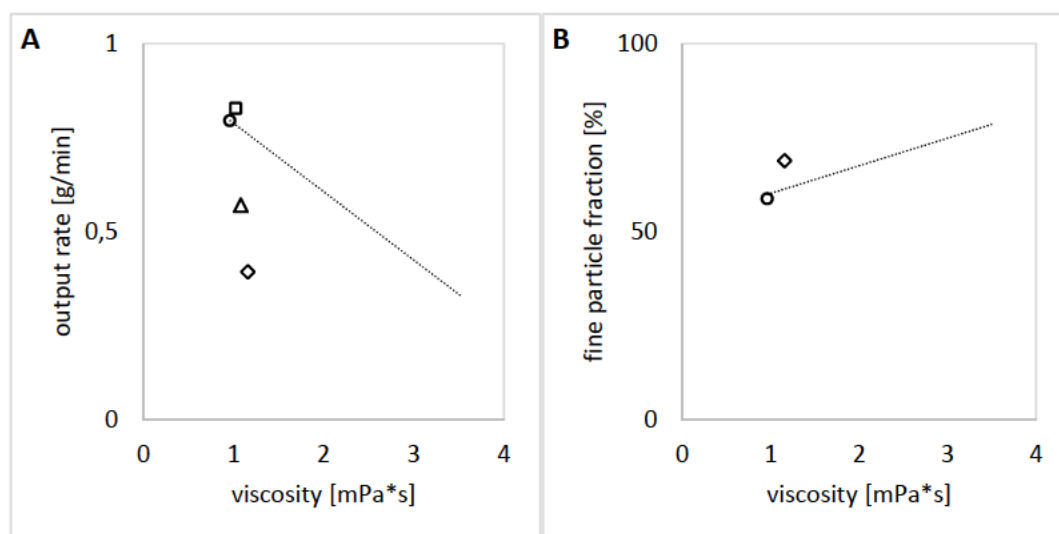 A
1
0,5
0
0 1 2 3 4
output rate [g/min]
viscosity [mPa*s]
B
100
50
0
0 1 2 3 4
fine particle fraction [%]
viscosity [mPa*s]